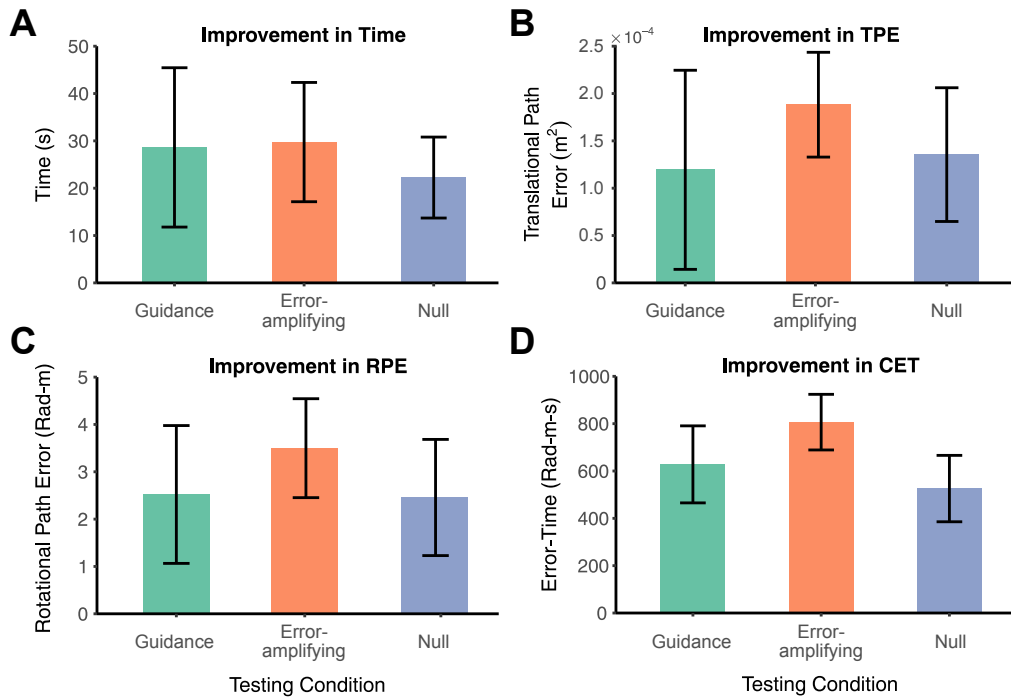 A
Improvement in Time
50
40
30
20
10
0
Time (s)
Guidance
Error-
amplifying
Null
B
× 10⁻⁴
Improvement in TPE
2.5
2.0
1.5
1.0
0.5
0
Translational Path
Error (m²)
Guidance
Error-
amplifying
Null
C
Improvement in RPE
5
4
3
2
1
0
Rotational Path Error (Rad-m)
Guidance
Error-
amplifying
Null
Testing Condition
D
Improvement in CET
1000
800
600
400
200
0
Error-Time (Rad-m-s)
Guidance
Error-
amplifying
Null
Testing Condition